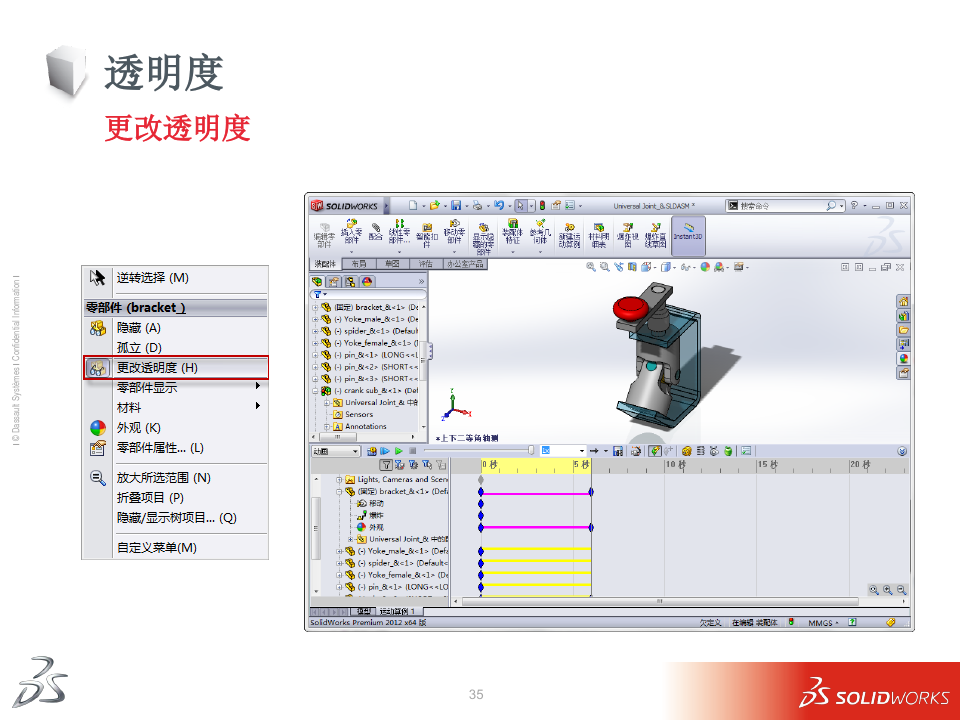 透明度
更改透明度
逆转选择 (M)
零部件 (bracket_)
隐藏 (A)
孤立 (D)
更改透明度 (H)
零部件显示
材料
外观 (K)
零部件属性... (L)
放大所选范围 (N)
折叠项目 (P)
隐藏/显示树项目... (Q)
自定义菜单(M)
SOLIDWORKS
Universal Joint_&.SLDASM *
搜索命令
编辑零部件
插入零部件
配合
线性零部件...
智能扣件
移动零部件
显示隐藏的零部件
装配体特征
参考几何体
新建运动算例
材料明细表
爆炸视图
爆炸直线草图
Instant3D
装配体 布局 草图 评估 办公室产品
(固定) bracket_&<1> (De
(-) Yoke_male_&<1> (De
(-) spider_&<1> (Defaul
(-) Yoke_female_&<1> (D
(-) pin_&<1> (LONG<<L
(-) pin_&<2> (SHORT<<
(-) pin_&<3> (SHORT<<
(-) crank sub_&<1> (Def
Universal Joint_& 中的
Sensors
Annotations
*上下二等角轴测
动画
0 秒 5 秒 10 秒 15 秒 20 秒
Lights, Cameras and Scene
(固定) bracket_&<1> (Defa
移动
爆炸
外观
Universal Joint_& 中的
(-) Yoke_male_&<1> (Defa
(-) spider_&<1> (Default<
(-) Yoke_female_&<1> (De
(-) pin_&<1> (LONG<<LO
模型 运动算例 1
SolidWorks Premium 2012 x64 版
欠定义 在编辑 装配体 MMGS
I © Dassault Systèmes I Confidential Information I
35
SOLIDWORKS